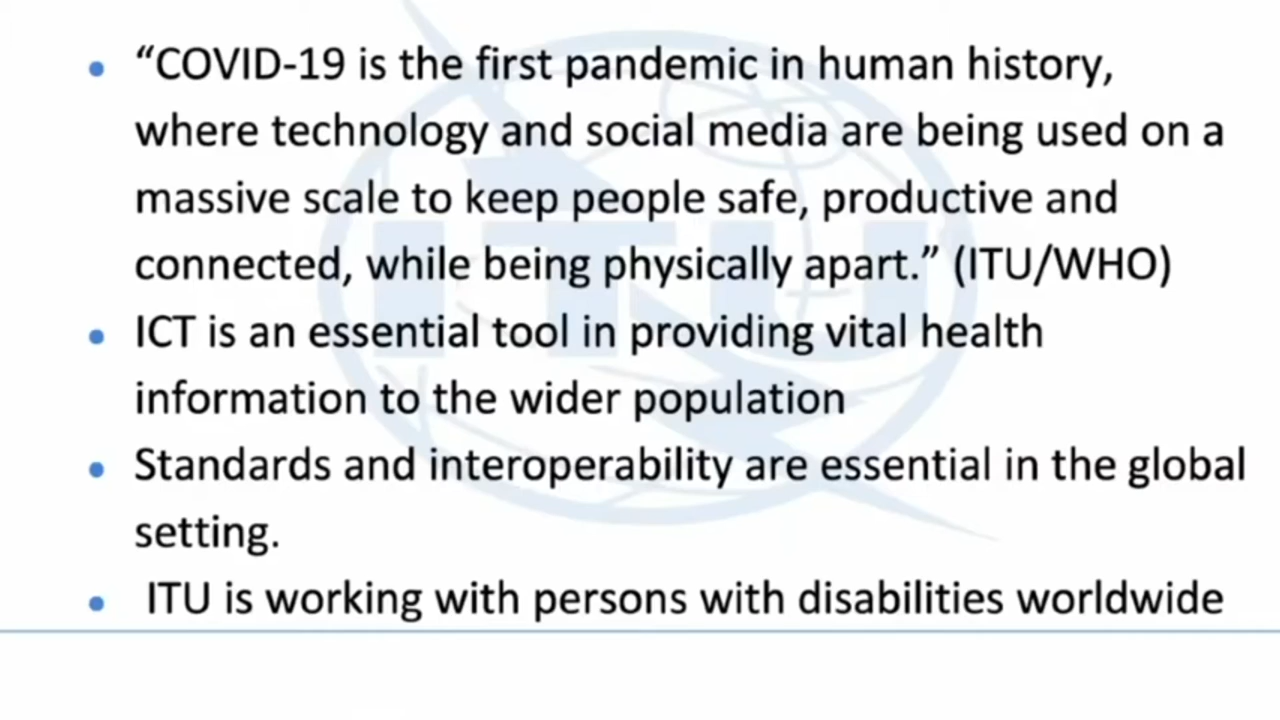 • “COVID-19 is the first pandemic in human history,
where technology and social media are being used on a
massive scale to keep people safe, productive and
connected, while being physically apart.” (ITU/WHO)
• ICT is an essential tool in providing vital health
information to the wider population
• Standards and interoperability are essential in the global
setting.
• ITU is working with persons with disabilities worldwide
ITU